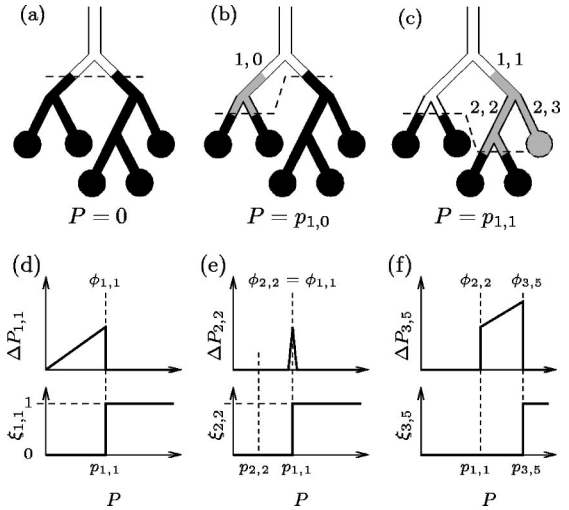 (a) (b) (c)
1, 0 1, 1
2, 2 2, 3
P = 0 P = p1,0 P = p1,1
(d) (e) (f)
ϕ1,1 ϕ2,2 = ϕ1,1 ϕ2,2 ϕ3,5
ΔP1,1 ΔP2,2 ΔP3,5
1
ξ1,1 ξ2,2 ξ3,5
0
p1,1 p2,2 p1,1 p1,1 p3,5
P P P